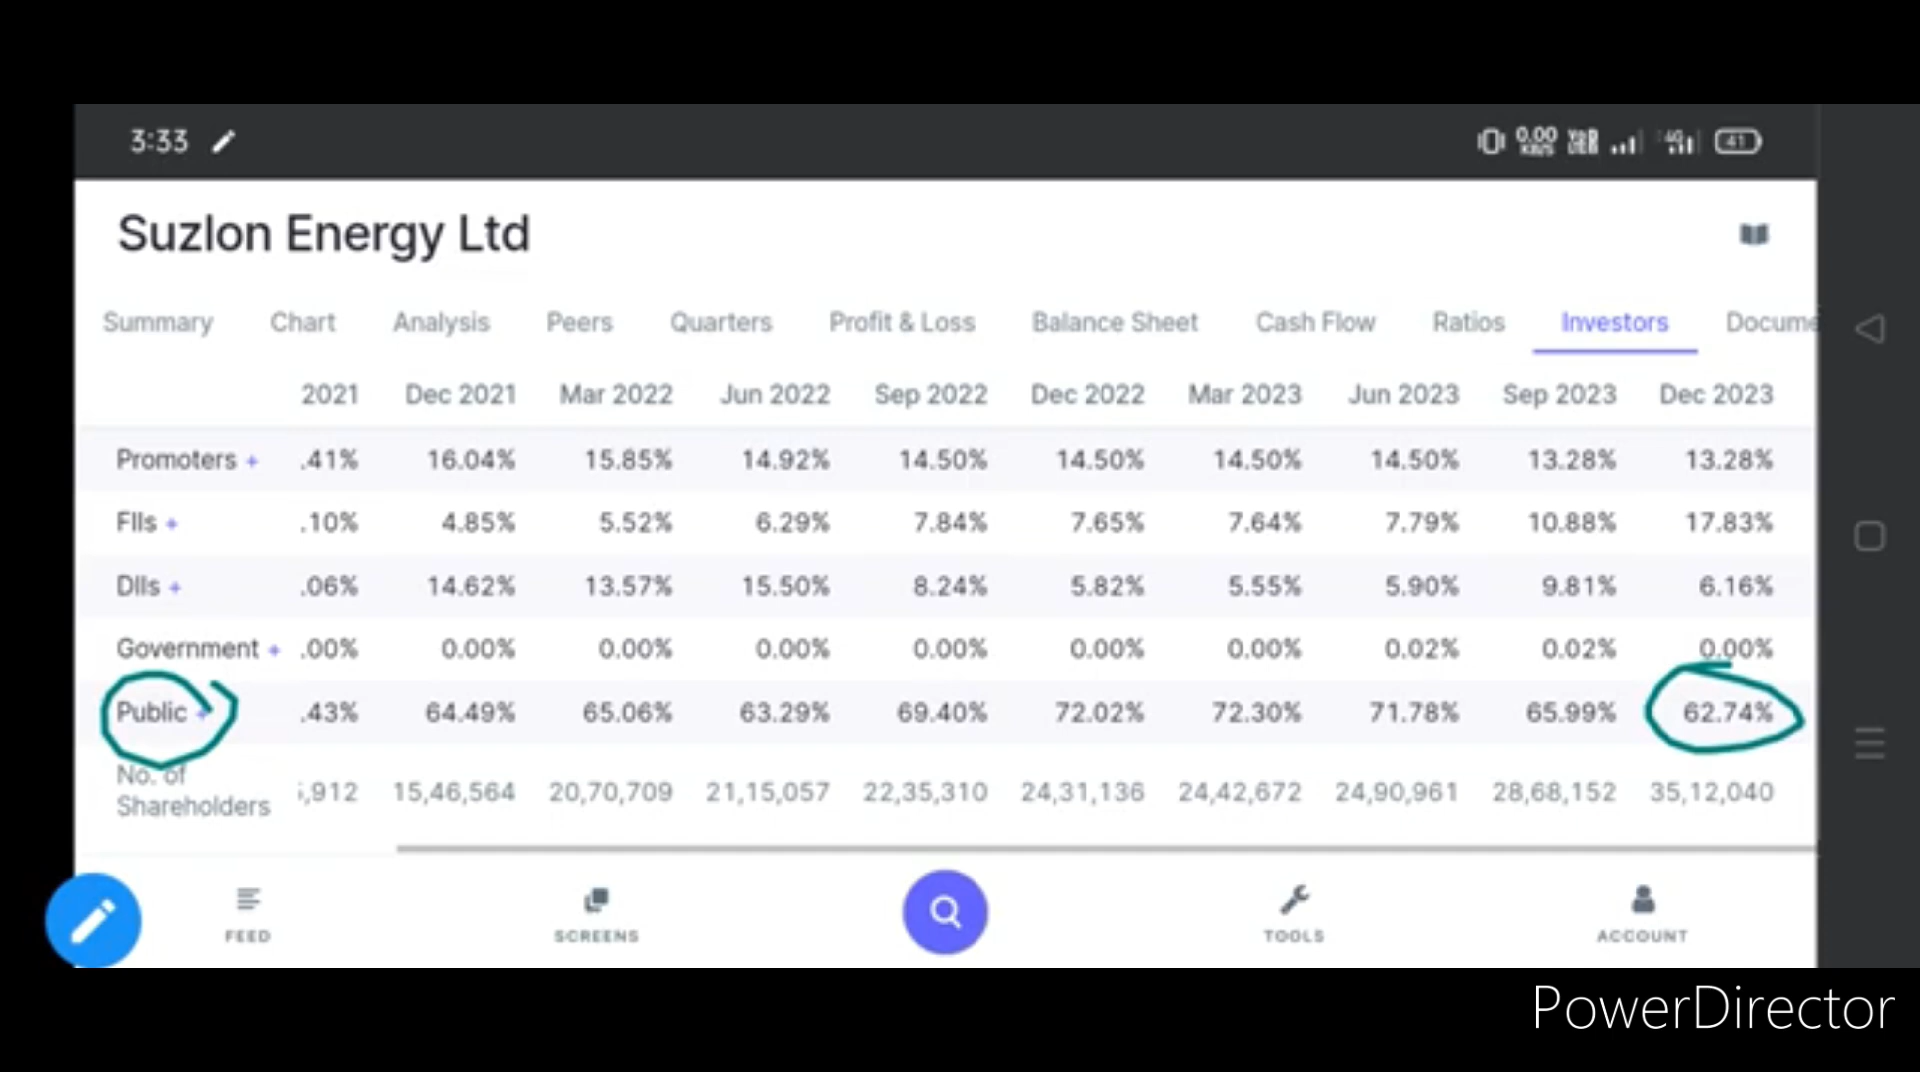 3:33 0.00 KB/S 4G 41
Suzlon Energy Ltd
Summary Chart Analysis Peers Quarters Profit & Loss Balance Sheet Cash Flow Ratios Investors Docume
2021 Dec 2021 Mar 2022 Jun 2022 Sep 2022 Dec 2022 Mar 2023 Jun 2023 Sep 2023 Dec 2023
Promoters + .41% 16.04% 15.85% 14.92% 14.50% 14.50% 14.50% 14.50% 13.28% 13.28%
FIIs + .10% 4.85% 5.52% 6.29% 7.84% 7.65% 7.64% 7.79% 10.88% 17.83%
DIIs + .06% 14.62% 13.57% 15.50% 8.24% 5.82% 5.55% 5.90% 9.81% 6.16%
Government + .00% 0.00% 0.00% 0.00% 0.00% 0.00% 0.00% 0.02% 0.02% 0.00%
Public + .43% 64.49% 65.06% 63.29% 69.40% 72.02% 72.30% 71.78% 65.99% 62.74%
No. of
Shareholders ,912 15,46,564 20,70,709 21,15,057 22,35,310 24,31,136 24,42,672 24,90,961 28,68,152 35,12,040
FEED SCREENS TOOLS ACCOUNT
PowerDirector